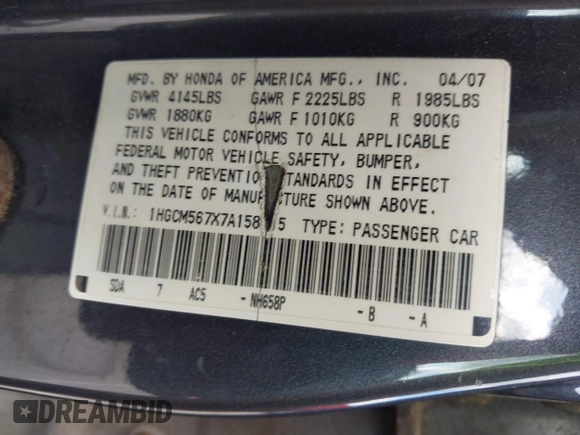 MFD. BY HONDA OF AMERICA MFG., INC. 04/07
GVWR 4145LBS GAWR F 2225LBS R 1985LBS
GVWR 1880KG GAWR F 1010KG R 900KG
THIS VEHICLE CONFORMS TO ALL APPLICABLE
FEDERAL MOTOR VEHICLE SAFETY, BUMPER,
AND THEFT PREVENTION STANDARDS IN EFFECT
ON THE DATE OF MANUFACTURE SHOWN ABOVE.
V.I.N.: TYPE: PASSENGER CAR
SDA 7 AC5 -NH658P -B -A
DREAMBID